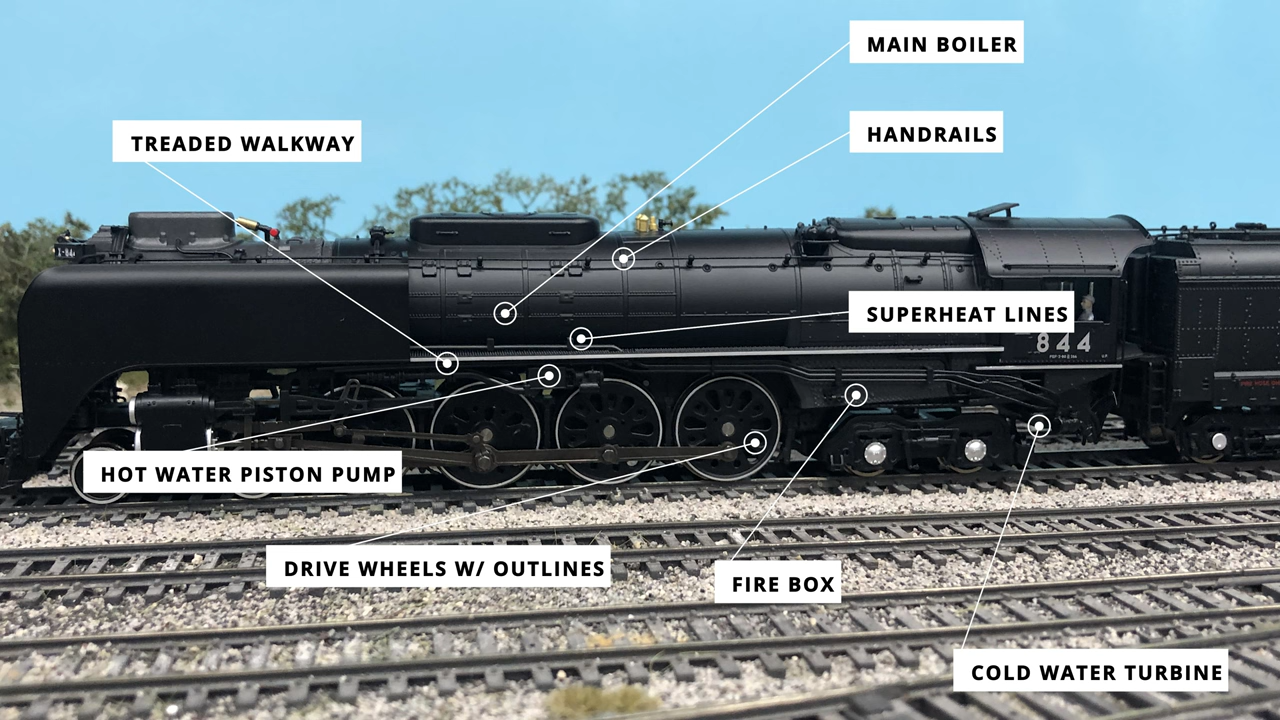 MAIN BOILER
HANDRAILS
TREADED WALKWAY
SUPERHEAT LINES
844
HOT WATER PISTON PUMP
DRIVE WHEELS W/ OUTLINES
FIRE BOX
COLD WATER TURBINE